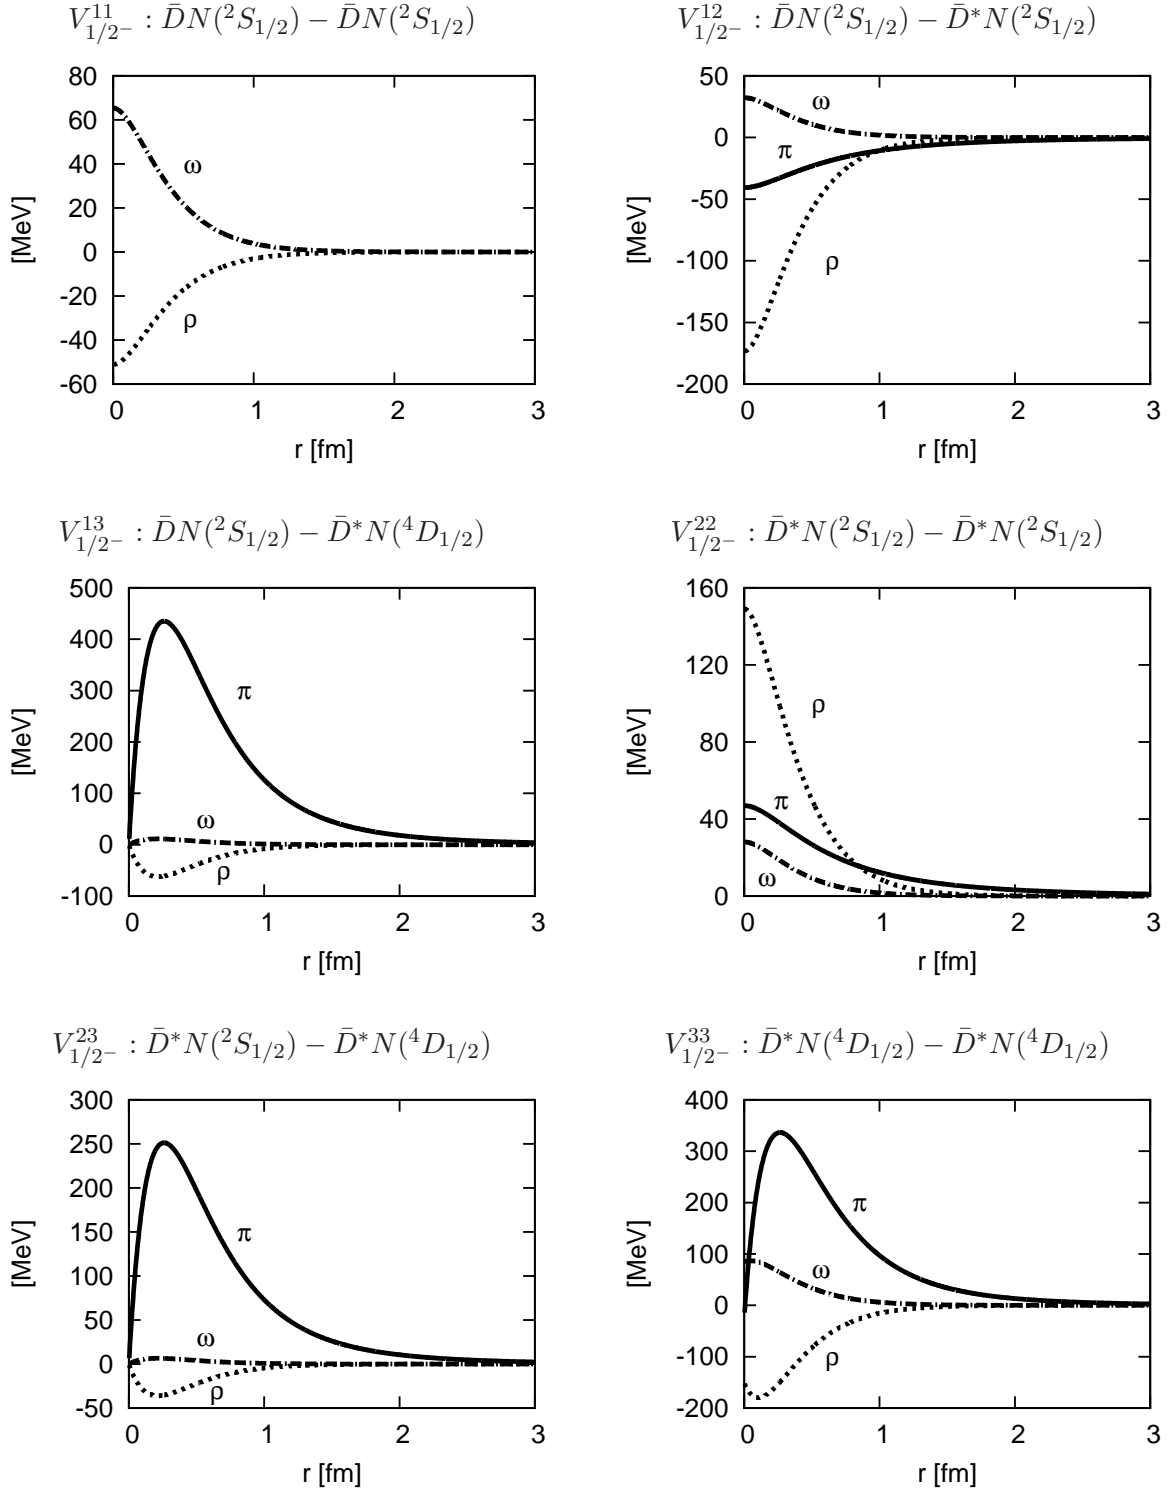 V^{11}_{1/2^-} : \bar{D}N(^2S_{1/2}) − \bar{D}N(^2S_{1/2})
80
60
40
20
0
-20
-40
-60
[MeV]
ω
ρ
0 1 2 3
r [fm]
V^{12}_{1/2^-} : \bar{D}N(^2S_{1/2}) − \bar{D}^*N(^2S_{1/2})
50
0
-50
-100
-150
-200
[MeV]
ω
π
ρ
0 1 2 3
r [fm]
V^{13}_{1/2^-} : \bar{D}N(^2S_{1/2}) − \bar{D}^*N(^4D_{1/2})
500
400
300
200
100
0
-100
[MeV]
π
ω
ρ
0 1 2 3
r [fm]
V^{22}_{1/2^-} : \bar{D}^*N(^2S_{1/2}) − \bar{D}^*N(^2S_{1/2})
160
120
80
40
0
[MeV]
ρ
π
ω
0 1 2 3
r [fm]
V^{23}_{1/2^-} : \bar{D}^*N(^2S_{1/2}) − \bar{D}^*N(^4D_{1/2})
300
250
200
150
100
50
0
-50
[MeV]
π
ω
ρ
0 1 2 3
r [fm]
V^{33}_{1/2^-} : \bar{D}^*N(^4D_{1/2}) − \bar{D}^*N(^4D_{1/2})
400
300
200
100
0
-100
-200
[MeV]
π
ω
ρ
0 1 2 3
r [fm]